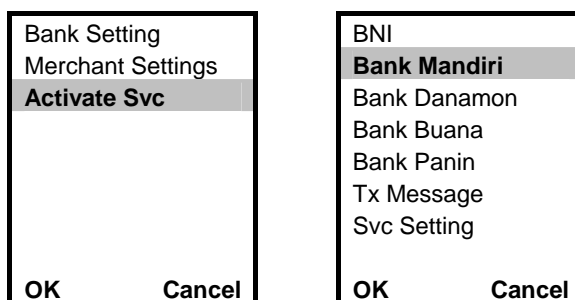 Bank Setting
Merchant Settings
Activate Svc
OK Cancel
BNI
Bank Mandiri
Bank Danamon
Bank Buana
Bank Panin
Tx Message
Svc Setting
OK Cancel